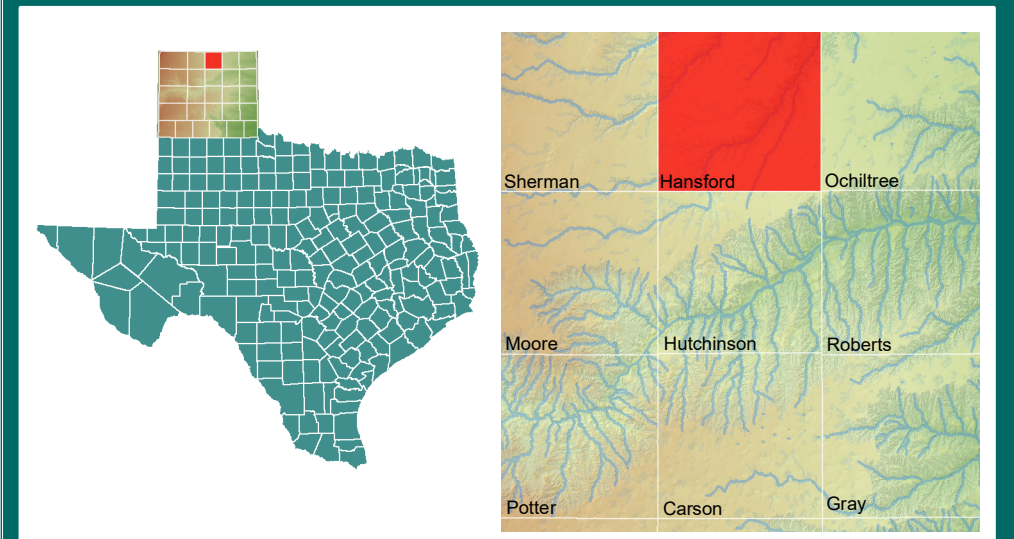 Sherman
Hansford
Ochiltree
Moore
Hutchinson
Roberts
Potter
Carson
Gray